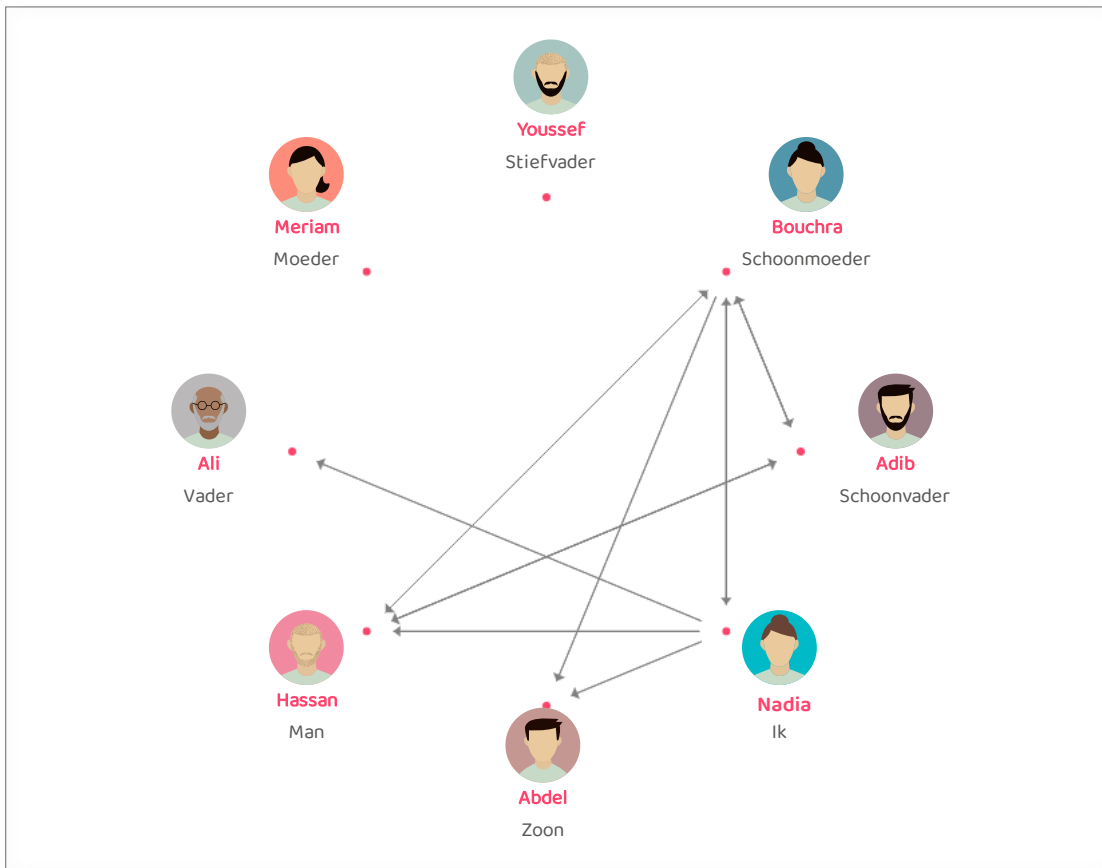 Youssef
Stiefvader
Meriam
Moeder
Bouchra
Schoonmoeder
Ali
Vader
Adib
Schoonvader
Hassan
Man
Nadia
Ik
Abdel
Zoon